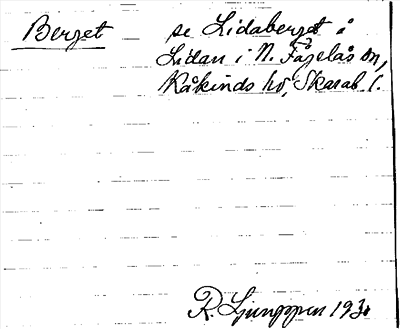 Berget se Lidaberget å
Lidan i N. Fågelås sn,
Kåkinds hd, Skarab. l.
R. Ljunggren 1930